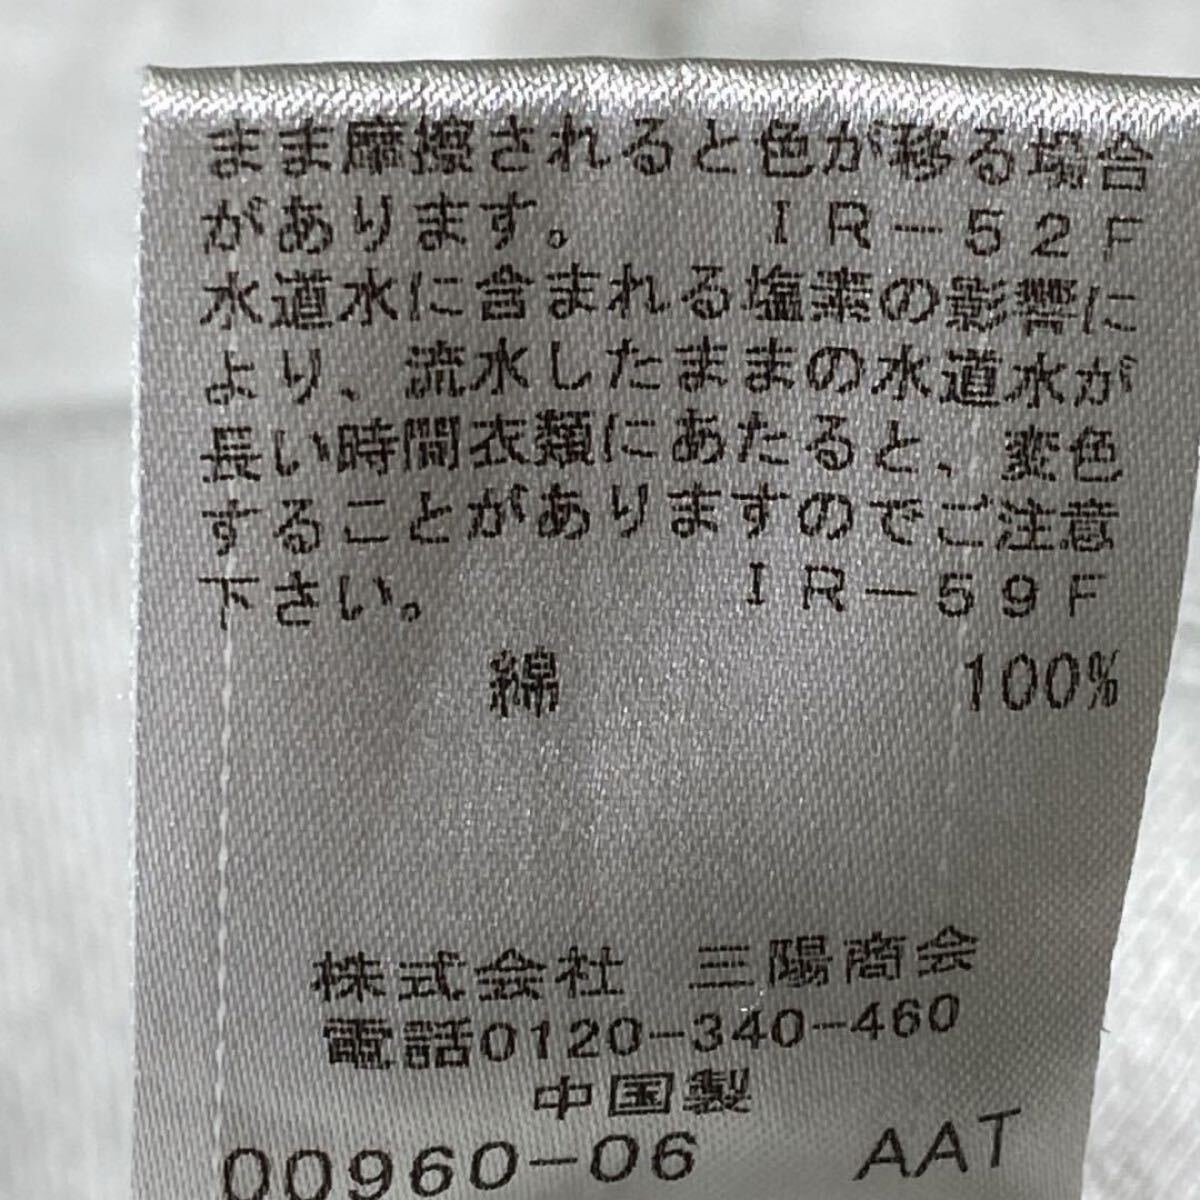 まま摩擦されると色が移る場合
があります。 IR－52F
水道水に含まれる塩素の影響に
より、流水したままの水道水が
長い時間衣類にあたると、変色
することがありますのでご注意
下さい。 IR－59F
綿 100%
株式会社 三陽商会
電話0120-340-460
中国製
00960-06 AAT